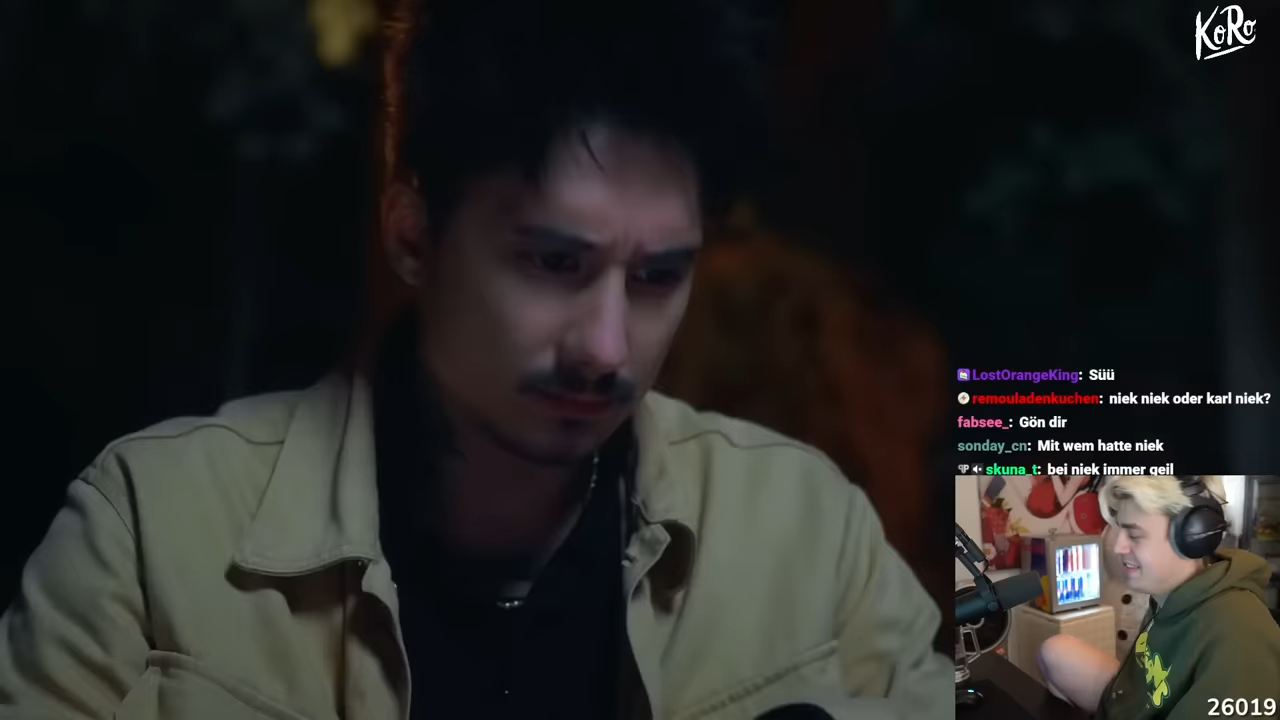 KoRo
LostOrangeKing: Süü
remouladenkuchen: niek niek oder karl niek?
fabsee_: Gön dir
sonday_cn: Mit wem hatte niek
skuna_t: bei niek immer geil
26019